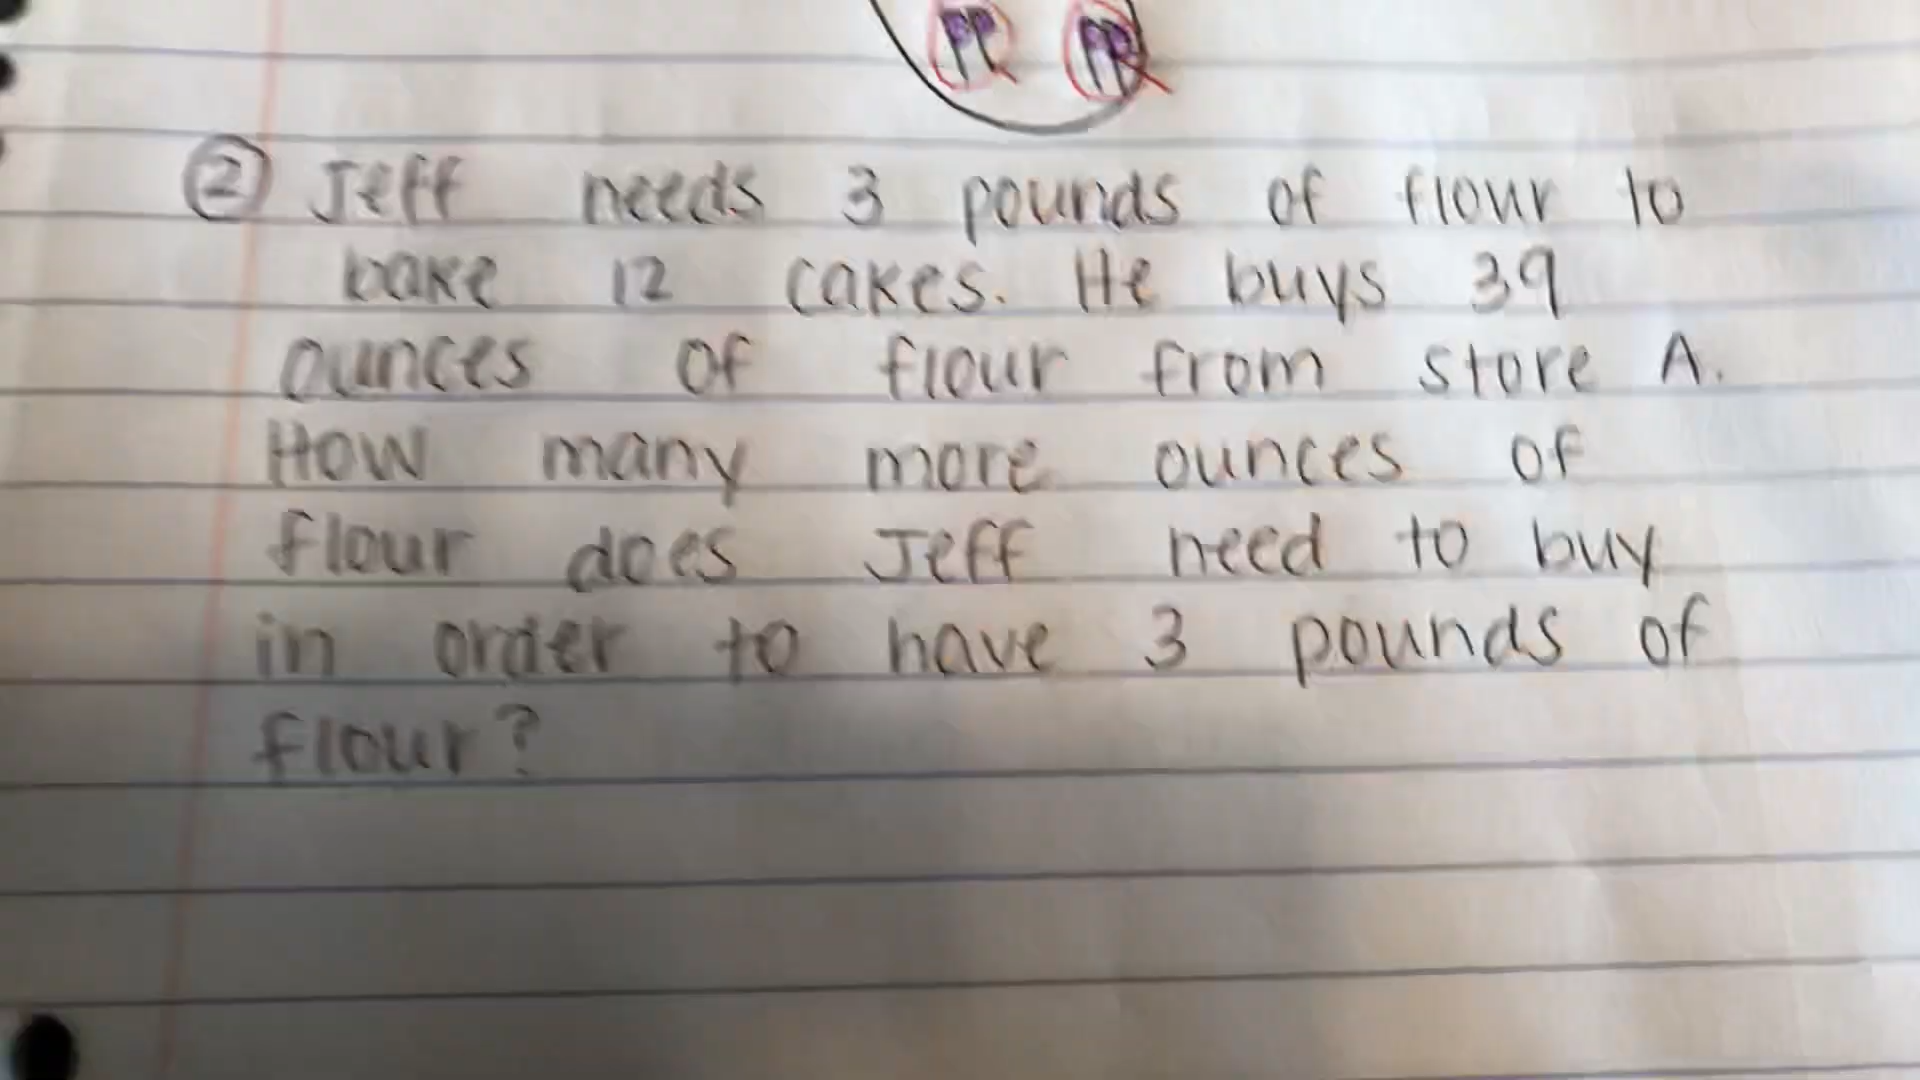 PP PP
② Jeff needs 3 pounds of flour to
bake 12 cakes. He buys 39
ounces of flour from store A.
How many more ounces of
flour does Jeff need to buy
in order to have 3 pounds of
flour?